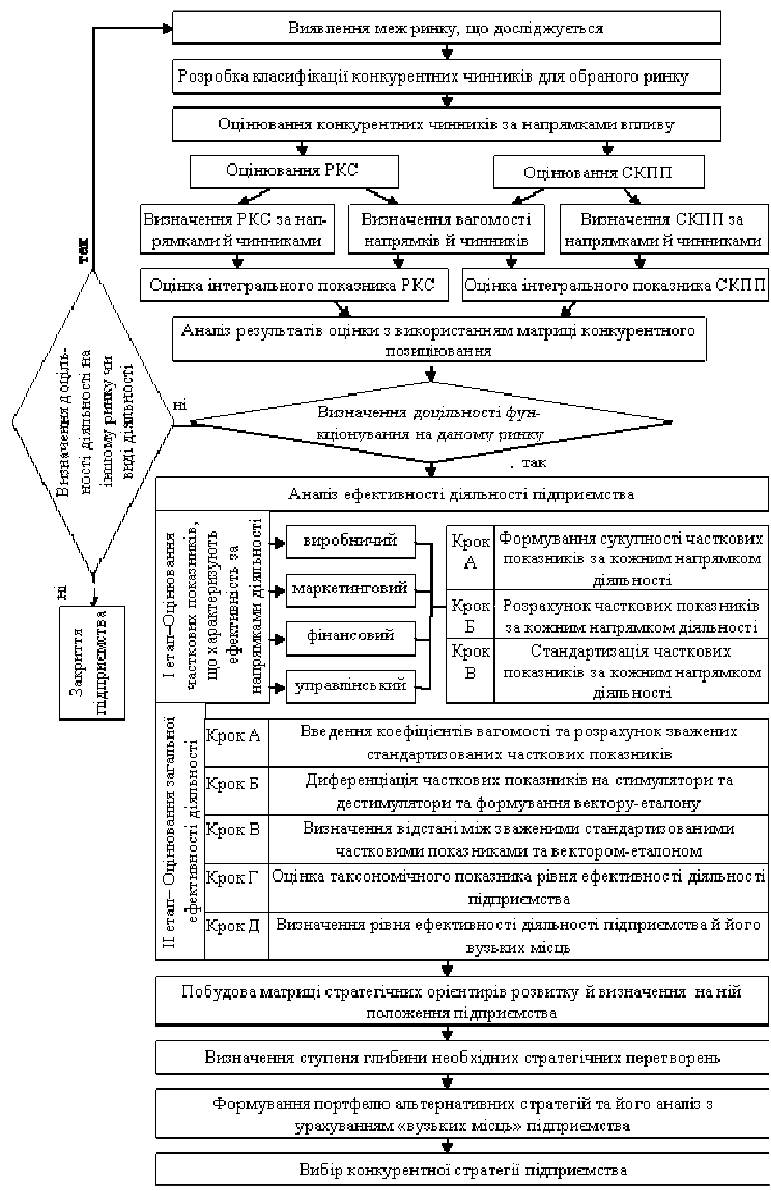 Виявлення меж ринку, що досліджується
Розробка класифікації конкурентних чинників для обраного ринку
Оцінювання конкурентних чинників за напрямками впливу
Оцінювання РКС
Оцінювання СКПП
Визначення РКС за нап-
рямками й чинниками
Визначення вагомості
напрямків й чинників
Визначення СКПП за
напрямками й чинниками
Оцінка інтегрального показника РКС
Оцінка інтегрального показника СКПП
Аналіз результатів оцінки з використанням матриці конкурентного
позиціювання
так
Визначення доціль-
ності діяльності на
іншому ринку чи
виді діяльності
ні
Визначення доцільності фун-
кціонування на даному ринку
. так
ні
Закриття
підприємства
Аналіз ефективності діяльності підприємства
І етап–Оцінювання
часткових показників,
що характеризують
ефективність за
напрямками діяльності
виробничий
маркетинговий
фінансовий
управлінський
Крок
А
Формування сукупності часткових
показників за кожним напрямком
діяльності
Крок
Б
Розрахунок часткових показників
за кожним напрямком діяльності
Крок
В
Стандартизація часткових
показників за кожним напрямком
діяльності
ІІ етап– Оцінювання загальної
ефективності діяльності
Крок А
Введення коефіцієнтів вагомості та розрахунок зважених
стандартизованих часткових показників
Крок Б
Диференціація часткових показників на стимулятори та
дестимулятори та формування вектору-еталону
Крок В
Визначення відстані між зваженими стандартизованими
частковими показниками та вектором-еталоном
Крок Г
Оцінка таксономічного показника рівня ефективності діяльності
підприємства
Крок Д
Визначення рівня ефективності діяльності підприємства й його
вузьких місць
Побудова матриці стратегічних орієнтирів розвитку й визначення на ній
положення підприємства
Визначення ступеня глибини необхідних стратегічних перетворень
Формування портфелю альтернативних стратегій та його аналіз з
урахуванням «вузьких місць» підприємства
Вибір конкурентної стратегії підприємства